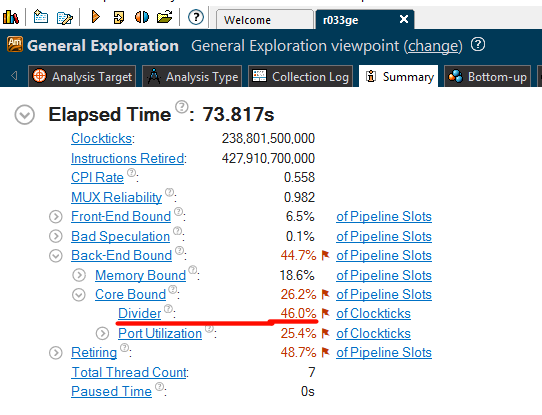 Welcome
r033ge
General Exploration General Exploration viewpoint (change)
Analysis Target
Analysis Type
Collection Log
Summary
Bottom-up
Elapsed Time: 73.817s
Clockticks: 238,801,500,000
Instructions Retired: 427,910,700,000
CPI Rate: 0.558
MUX Reliability: 0.982
Front-End Bound: 6.5% of Pipeline Slots
Bad Speculation: 0.1% of Pipeline Slots
Back-End Bound: 44.7% of Pipeline Slots
Memory Bound: 18.6% of Pipeline Slots
Core Bound: 26.2% of Pipeline Slots
Divider: 46.0% of Clockticks
Port Utilization: 25.4% of Clockticks
Retiring: 48.7% of Pipeline Slots
Total Thread Count: 7
Paused Time: 0s